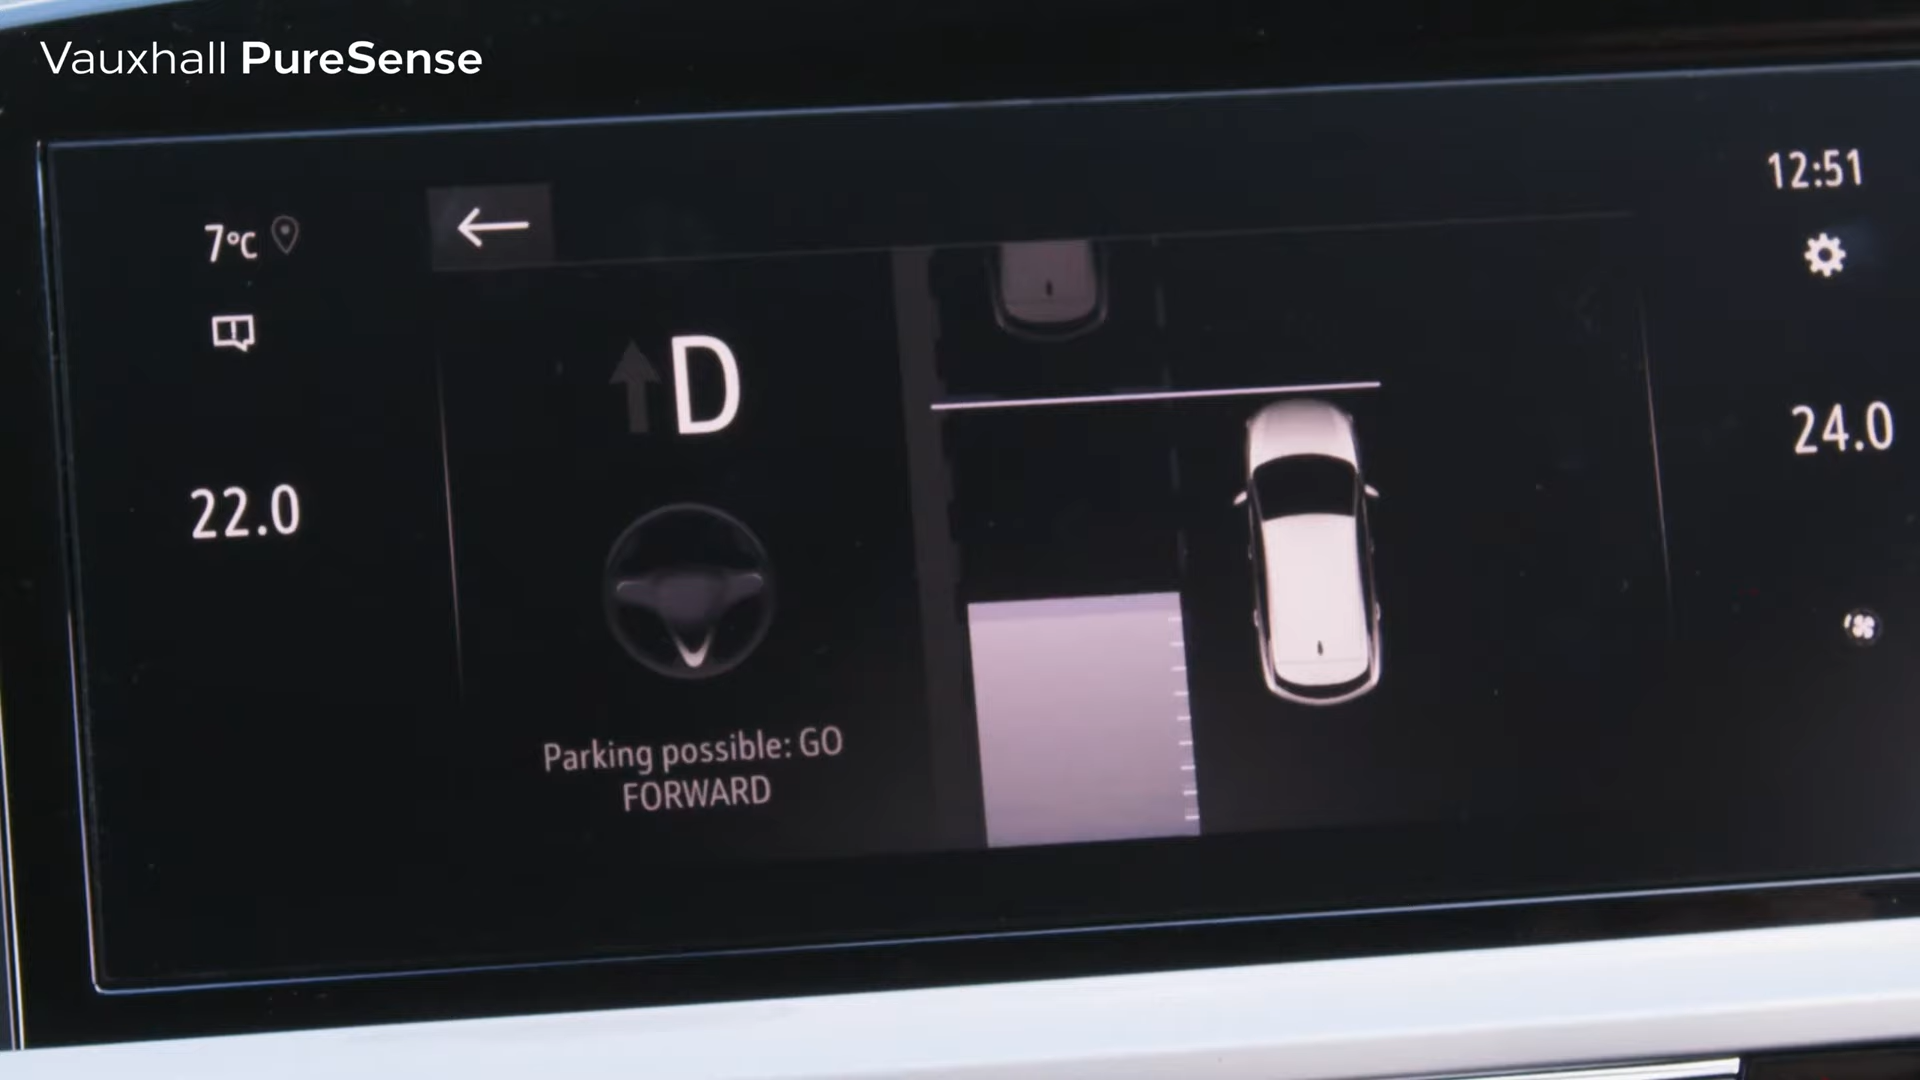 Vauxhall PureSense
12:51
7°C
D
24.0
22.0
Parking possible: GO
FORWARD